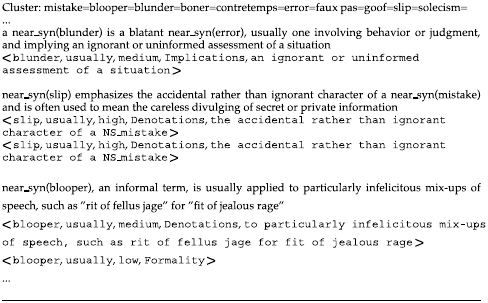 Cluster: mistake=blooper=blunder=boner=contretemps=error=faux pas=goof=slip=solecism=
...
a near_syn(blunder) is a blatant near_syn(error), usually one involving behavior or judgment,
and implying an ignorant or uninformed assessment of a situation
<blunder, usually, medium, Implications, an ignorant or uninformed
assessment of a situation>
near_syn(slip) emphasizes the accidental rather than ignorant character of a near_syn(mistake)
and is often used to mean the careless divulging of secret or private information
<slip, usually, high, Denotations, the accidental rather than ignorant
character of a NS_mistake>
<slip, usually, high, Denotations, the accidental rather than ignorant
character of a NS_mistake>
near_syn(blooper), an informal term, is usually applied to particularly infelicitous mix-ups of
speech, such as "rit of fellus jage" for "fit of jealous rage"
<blooper, usually, medium, Denotations, to particularly infelicitous mix-ups
of speech, such as rit of fellus jage for fit of jealous rage>
<blooper, usually, low, Formality>
...